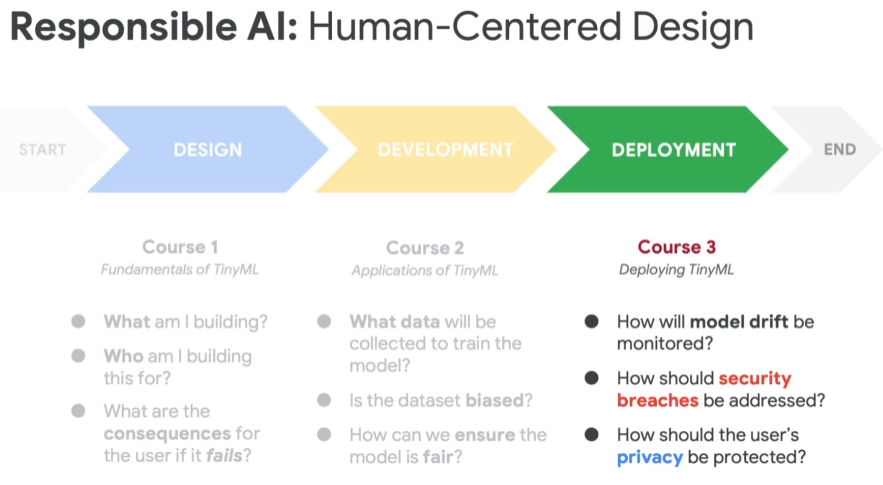 Responsible AI: Human-Centered Design
START
DESIGN
DEVELOPMENT
DEPLOYMENT
END
Course 1
Fundamentals of TinyML
● What am I building?
● Who am I building
this for?
● What are the
consequences for
the user if it fails?
Course 2
Applications of TinyML
● What data will be
collected to train the
model?
● Is the dataset biased?
● How can we ensure the
model is fair?
Course 3
Deploying TinyML
● How will model drift be
monitored?
● How should security
breaches be addressed?
● How should the user's
privacy be protected?